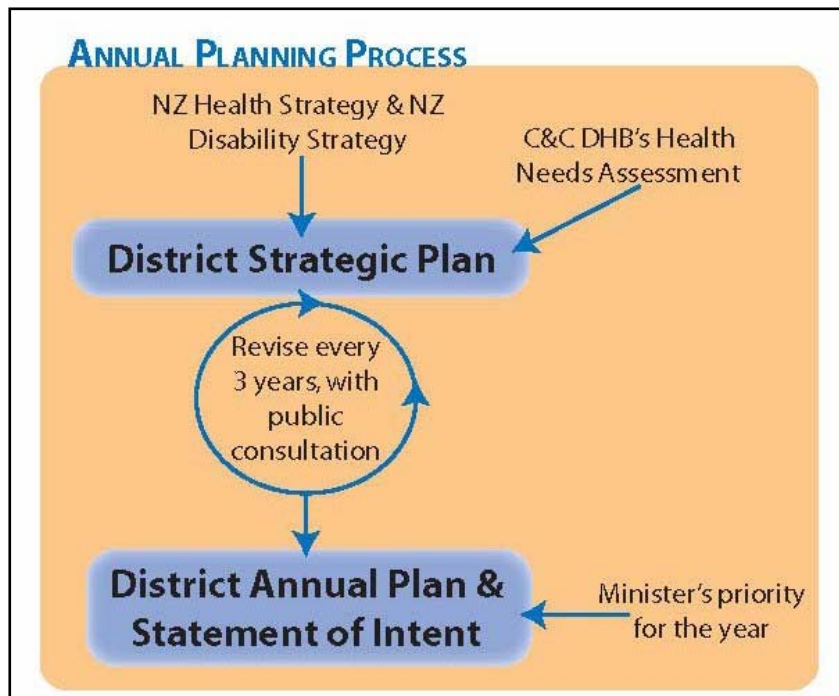 ANNUAL PLANNING PROCESS
NZ Health Strategy & NZ
Disability Strategy
C&C DHB's Health
Needs Assessment
District Strategic Plan
Revise every
3 years, with
public
consultation
District Annual Plan &
Statement of Intent
Minister's priority
for the year